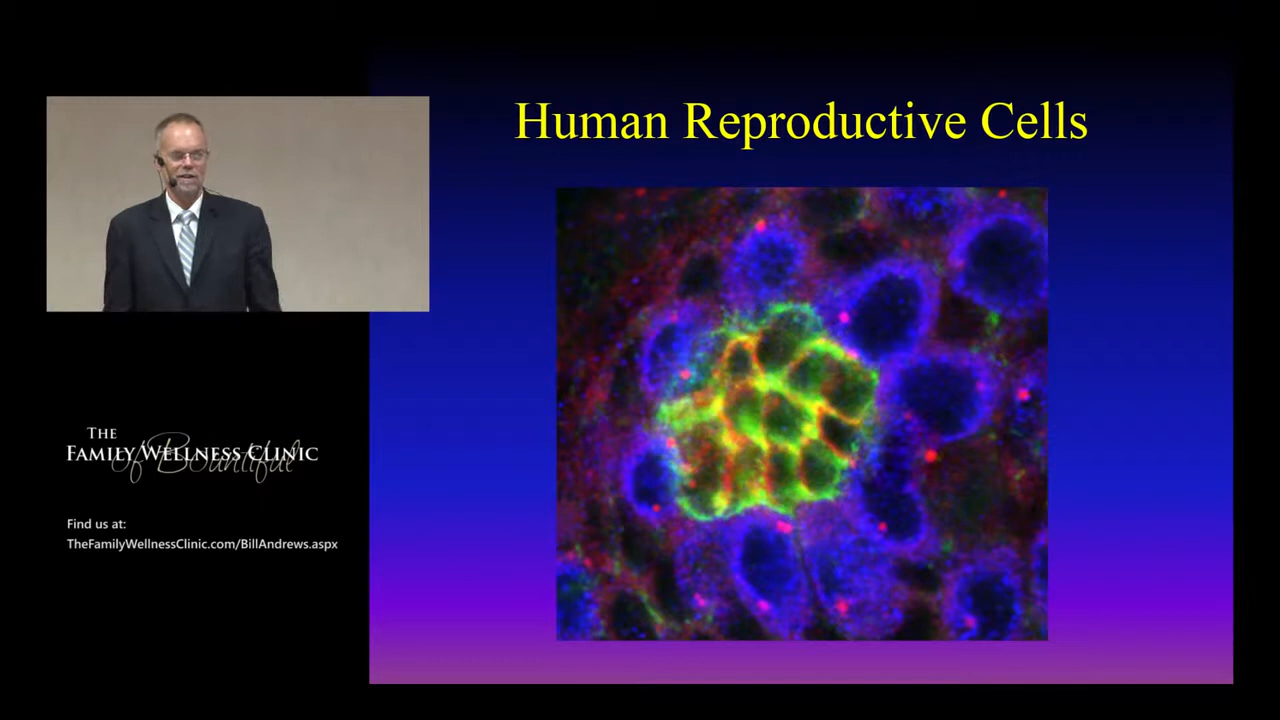 Human Reproductive Cells
THE
FAMILY WELLNESS CLINIC
of Bountiful
Find us at:
TheFamilyWellnessClinic.com/BillAndrews.aspx